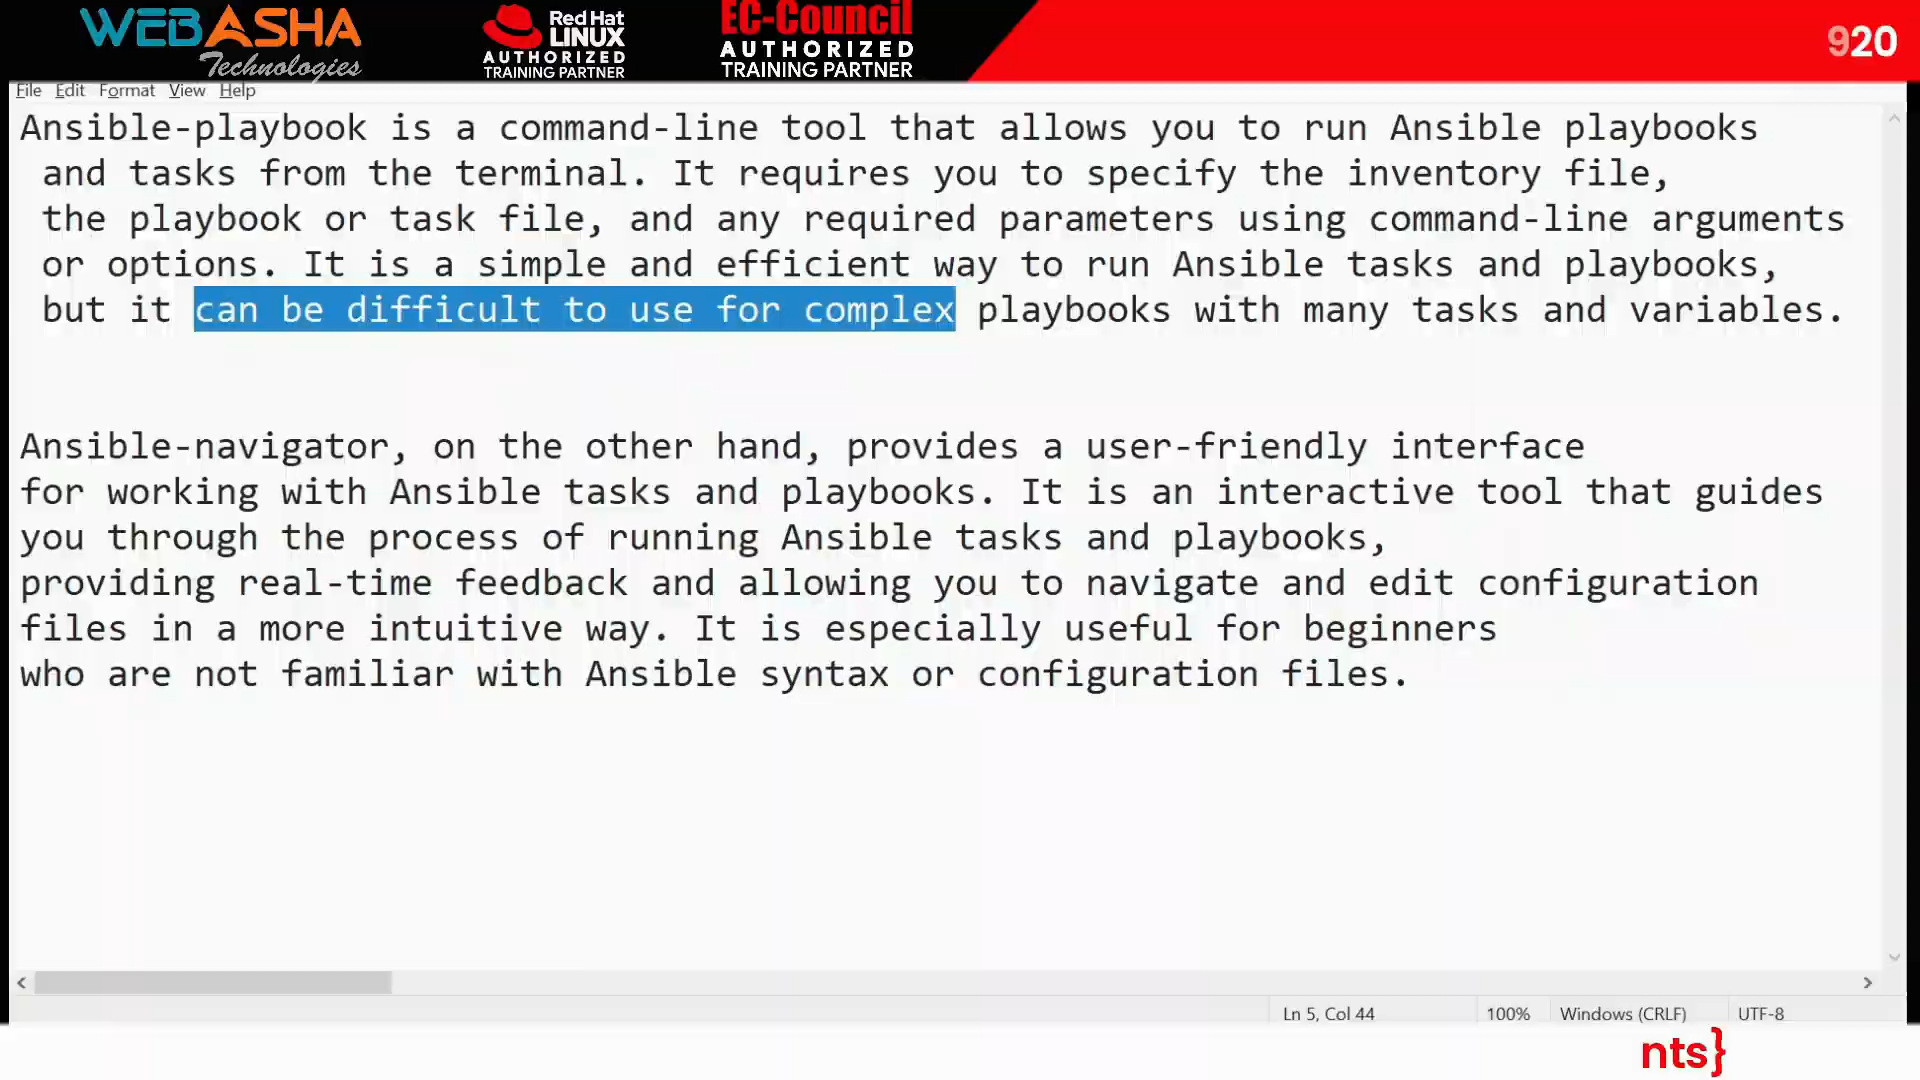 WEBASHA
Technologies
Red Hat
LINUX
AUTHORIZED
TRAINING PARTNER
EC-Council
AUTHORIZED
TRAINING PARTNER
920
File Edit Format View Help
Ansible-playbook is a command-line tool that allows you to run Ansible playbooks
and tasks from the terminal. It requires you to specify the inventory file,
the playbook or task file, and any required parameters using command-line arguments
or options. It is a simple and efficient way to run Ansible tasks and playbooks,
but it can be difficult to use for complex playbooks with many tasks and variables.
Ansible-navigator, on the other hand, provides a user-friendly interface
for working with Ansible tasks and playbooks. It is an interactive tool that guides
you through the process of running Ansible tasks and playbooks,
providing real-time feedback and allowing you to navigate and edit configuration
files in a more intuitive way. It is especially useful for beginners
who are not familiar with Ansible syntax or configuration files.
Ln 5, Col 44 100% Windows (CRLF) UTF-8
nts}